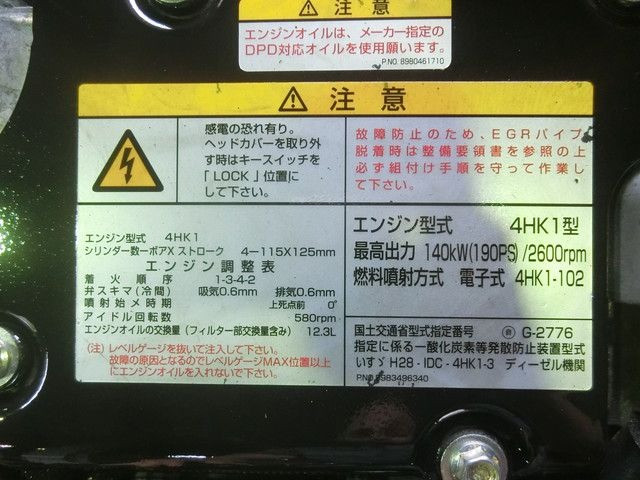 ⚠ 注意
エンジンオイルは、メーカー指定の
DPD対応オイルを使用願います。
P.NO. 8980461710
⚠ 注意
感電の恐れ有り。
ヘッドカバーを取り外
す時はキースイッチを
「LOCK」位置に
して下さい。
故障防止のため、EGRパイプ
脱着時は整備要領書を参照の上
必ず組付け手順を守って作業し
て下さい。
エンジン型式 4HK1
シリンダー数ーボアX ストローク 4ー115X125mm
エンジン調整表
着火順序 1-3-4-2
弁スキマ(冷間) 吸気0.6mm 排気0.6mm
噴射始メ時期 上死点前 0°
アイドル回転数 580rpm
エンジンオイルの交換量(フィルター部交換量含み) 12.3L
(注) レベルゲージを抜いて注入して下さい。
故障の原因となるのでレベルゲージMAX位置以上
にエンジンオイルを入れないで下さい。
エンジン型式 4HK1型
最高出力 140kW(190PS)/2600rpm
燃料噴射方式 電子式 4HK1-102
国土交通省型式指定番号 G-2776
指定に係る一酸化炭素等発散防止装置型式
いすゞ H28-IDC-4HK1-3 ディーゼル機関
P.NO. 8983496340